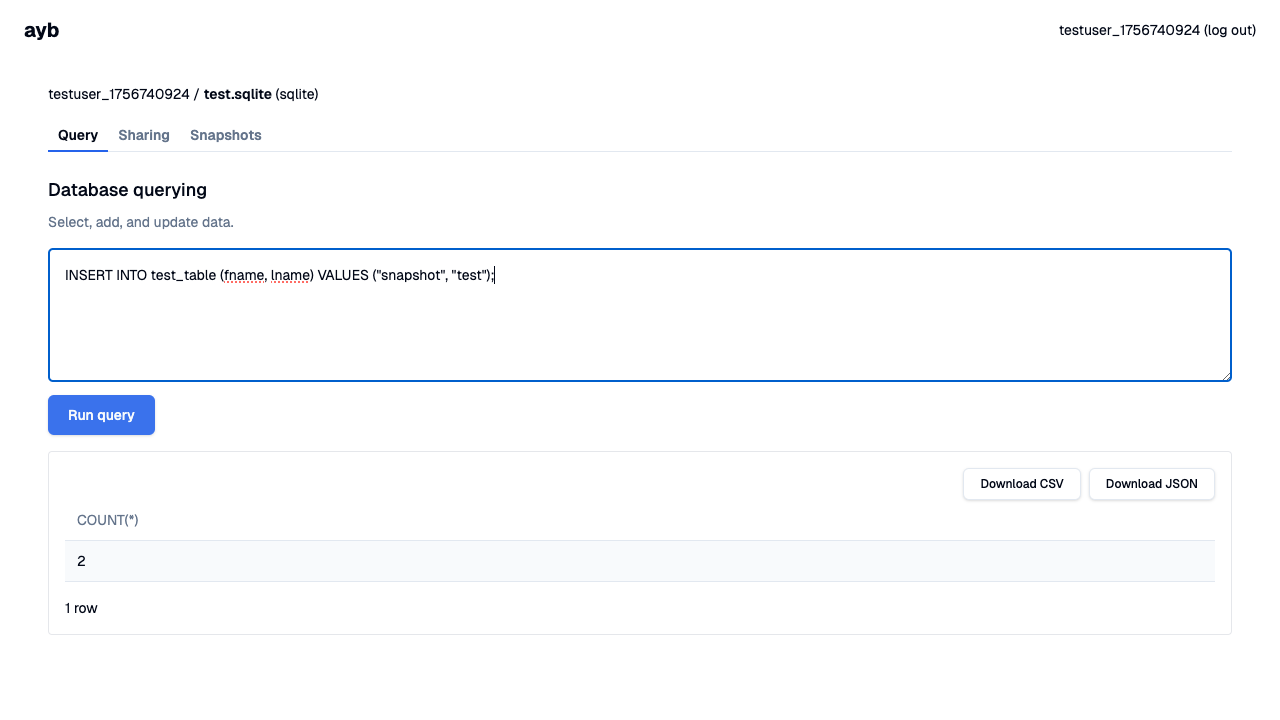 ayb
testuser_1756740924 (log out)
testuser_1756740924 / test.sqlite (sqlite)
Query Sharing Snapshots
Database querying
Select, add, and update data.
INSERT INTO test_table (fname, lname) VALUES ("snapshot", "test");
Run query
Download CSV Download JSON
COUNT(*)
2
1 row